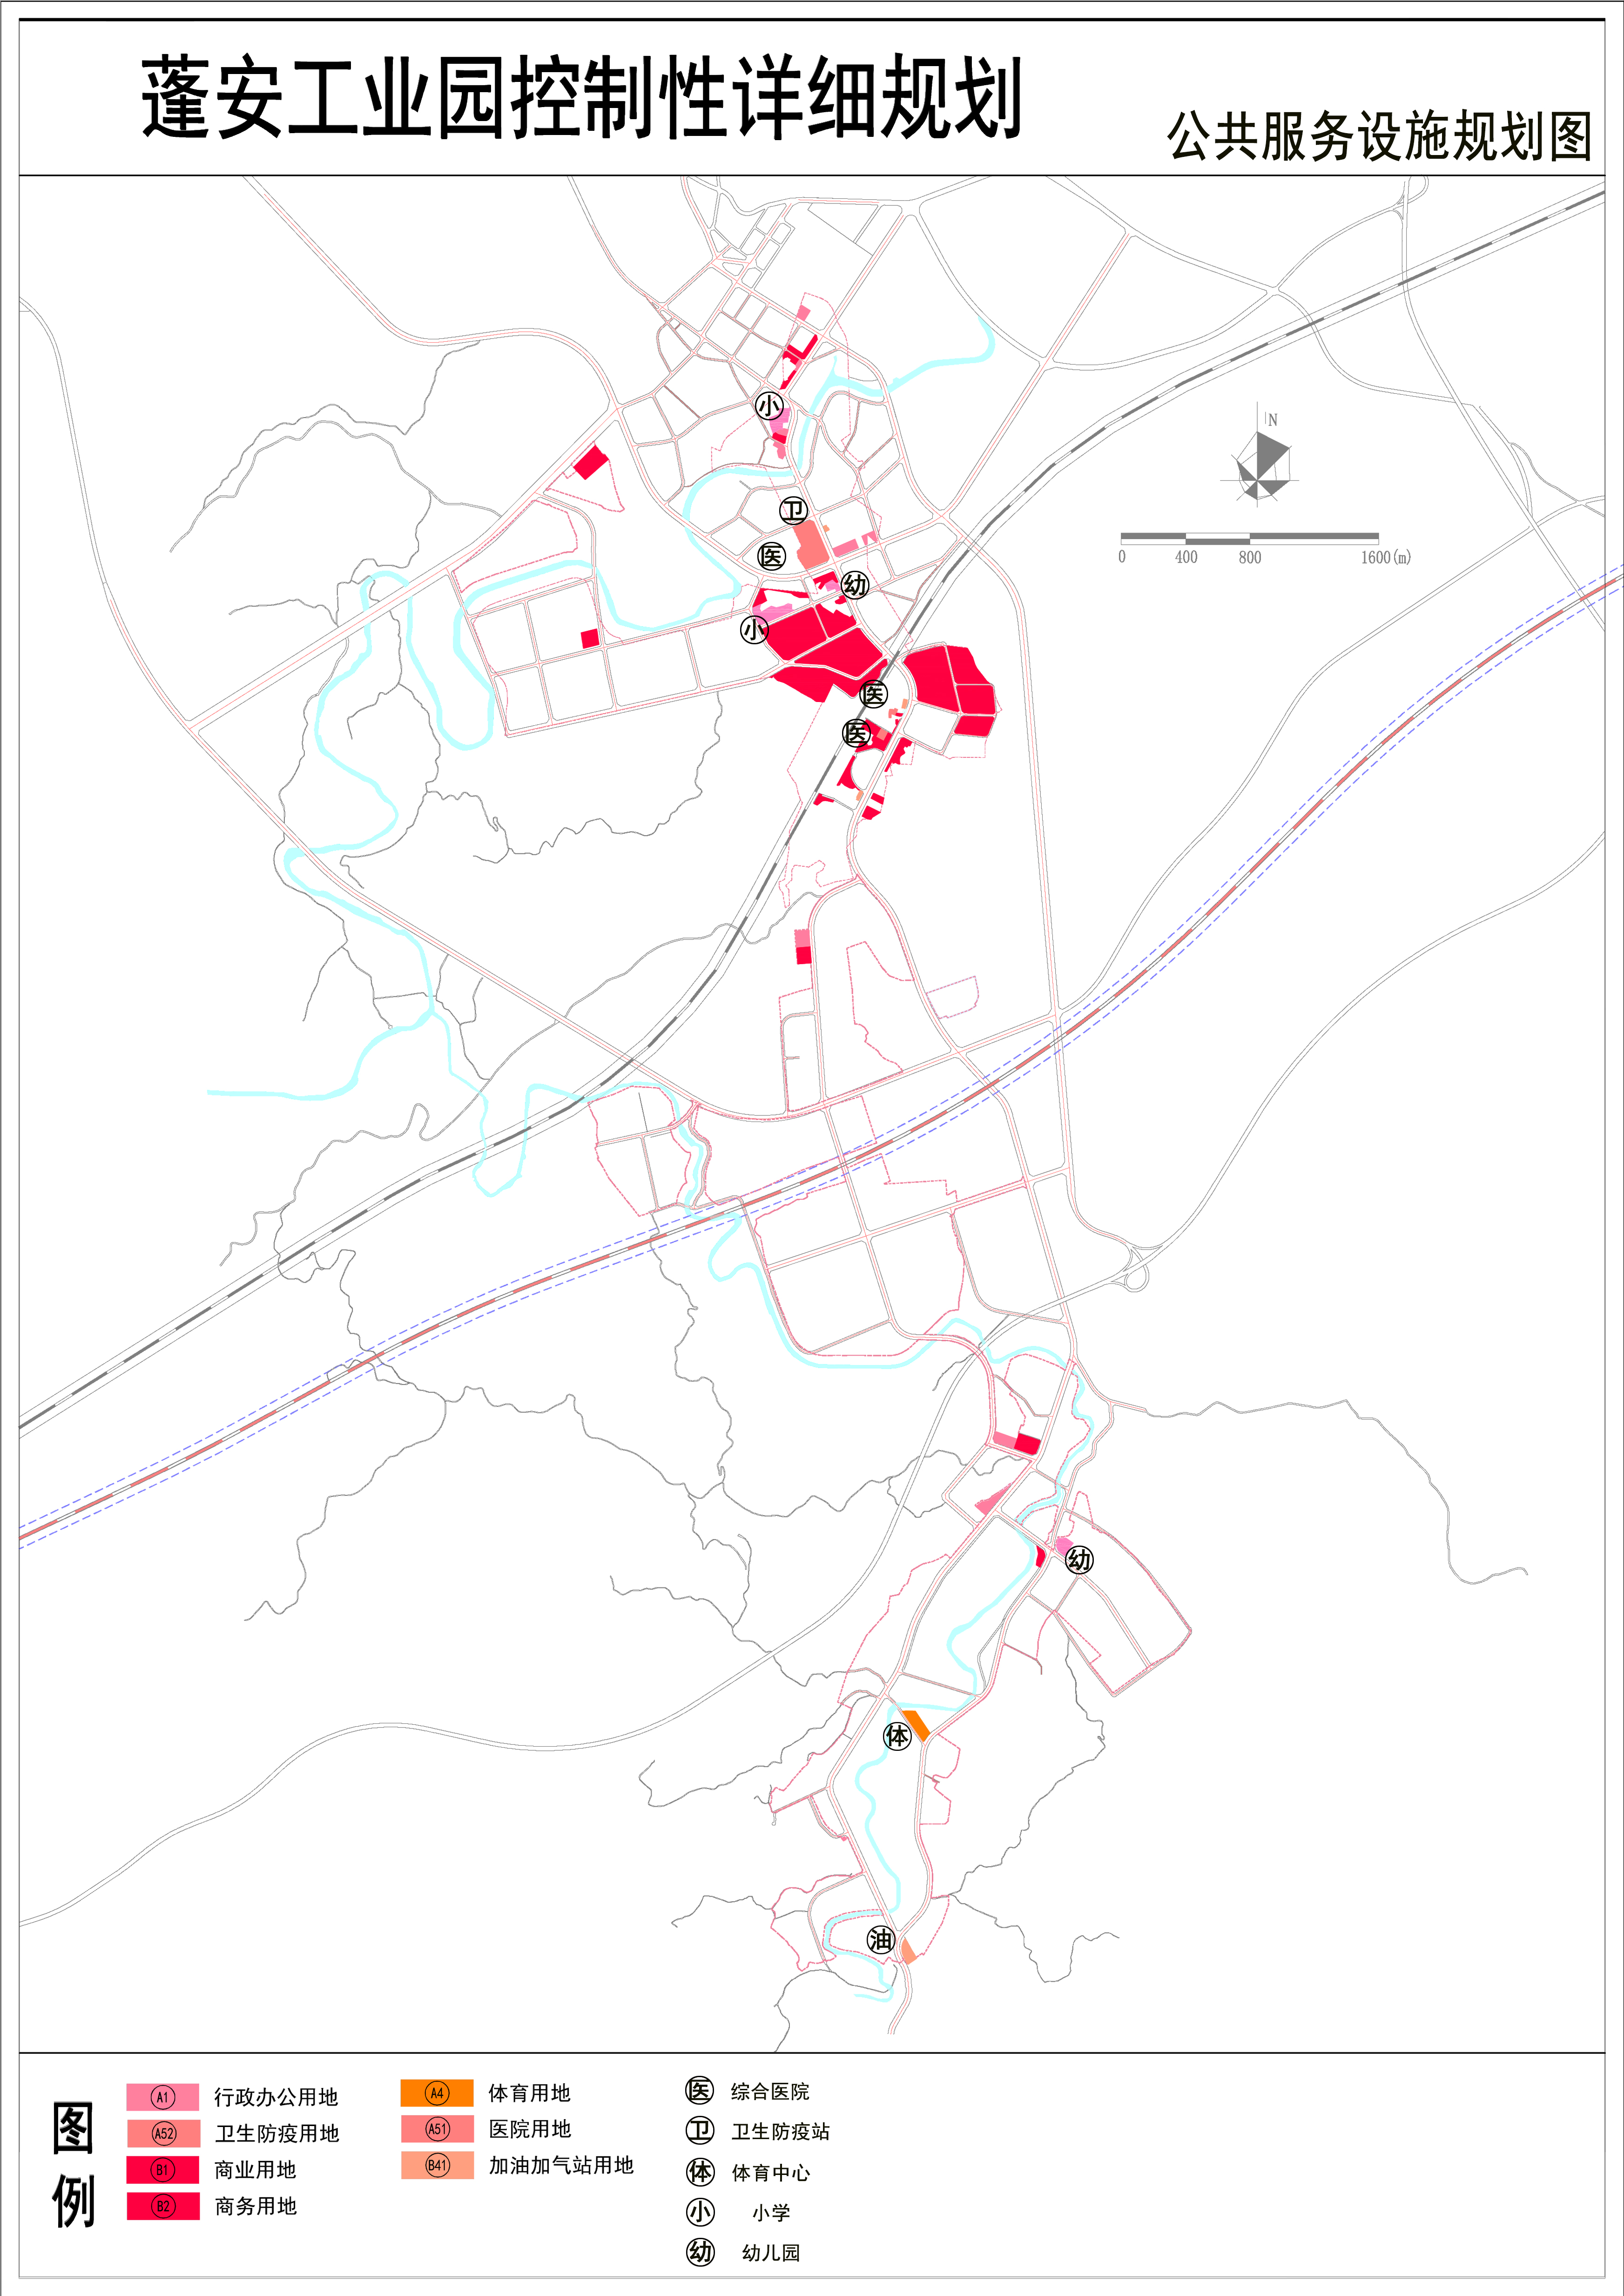 蓬安工业园控制性详细规划
公共服务设施规划图
N
0 400 800 1600(m)
小
卫
医
幼
小
医
医
幼
体
油
图例
A1 行政办公用地
A52 卫生防疫用地
B1 商业用地
B2 商务用地
A4 体育用地
A51 医院用地
B41 加油加气站用地
医 综合医院
卫 卫生防疫站
体 体育中心
小 小学
幼 幼儿园